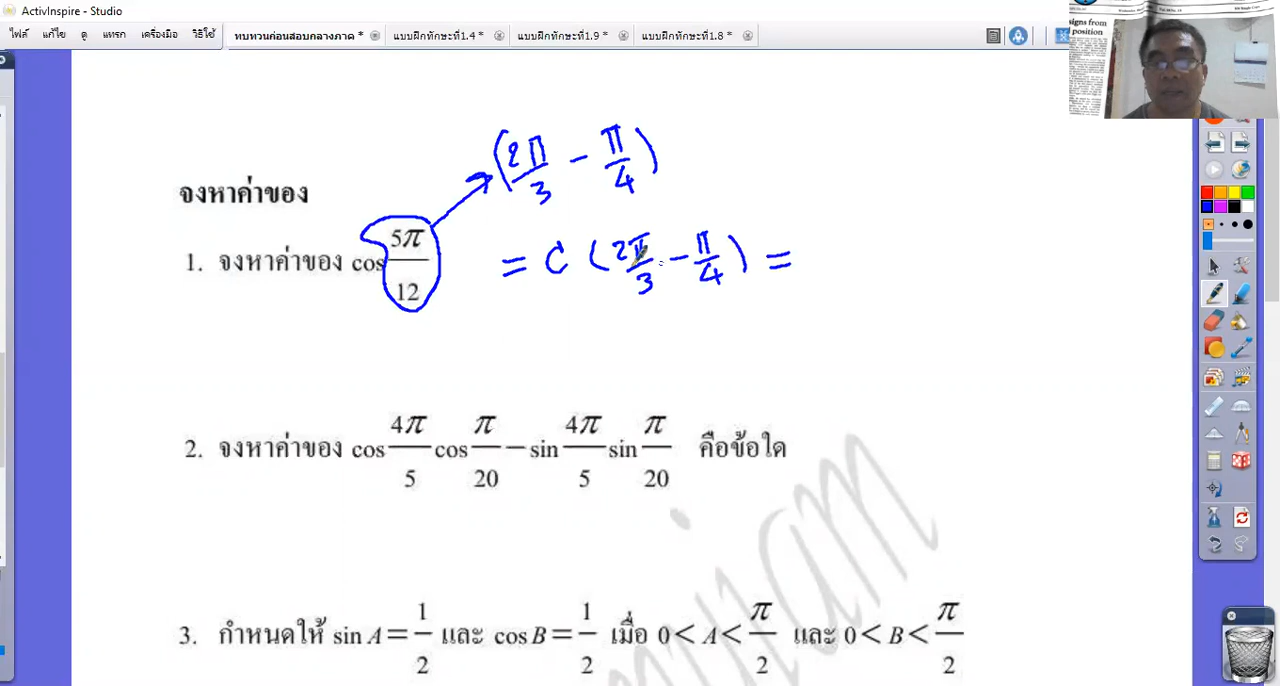 ActivInspire - Studio
ไฟล์ แก้ไข ดู แทรก เครื่องมือ วิธีใช้
ทบทวนก่อนสอบกลางภาค * แบบฝึกทักษะที่1.4 * แบบฝึกทักษะที่1.9 * แบบฝึกทักษะที่1.8 *
signs from
position
(2π/3 - π/4)
จงหาค่าของ
1. จงหาค่าของ cos 5π/12 = C (2π/3 - π/4) =
2. จงหาค่าของ cos 4π/5 cos π/20 − sin 4π/5 sin π/20 คือข้อใด
3. กำหนดให้ sin A = 1/2 และ cos B = 1/2 เมื่อ 0 < A < π/2 และ 0 < B < π/2